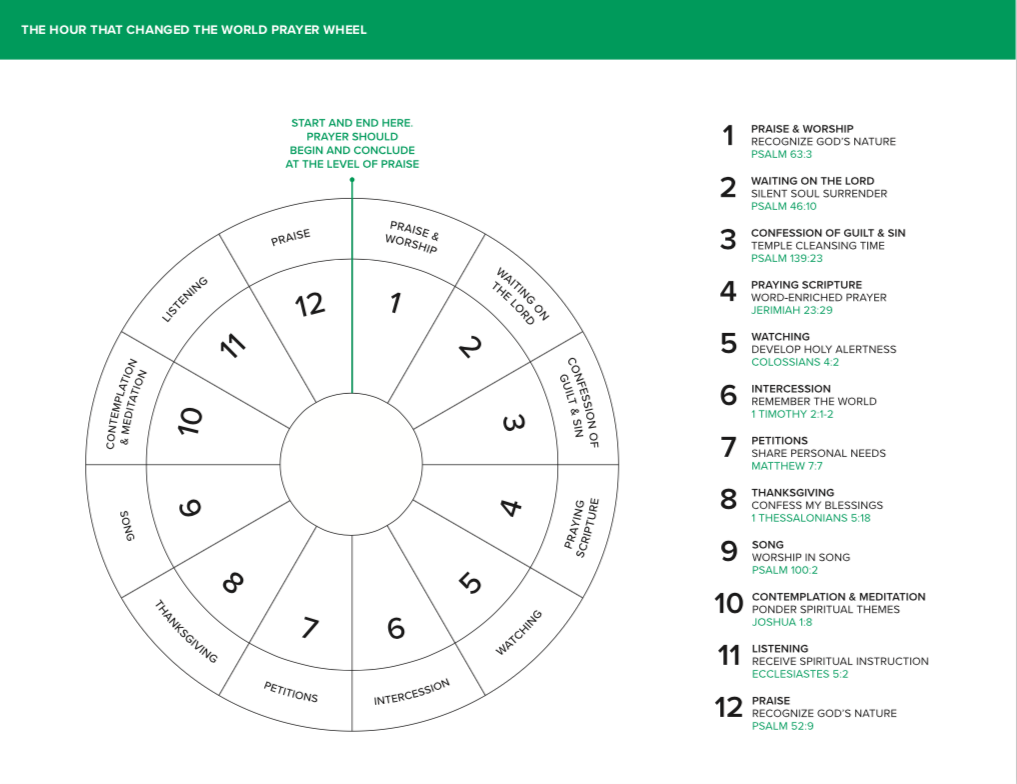 THE HOUR THAT CHANGED THE WORLD PRAYER WHEEL
START AND END HERE.
PRAYER SHOULD
BEGIN AND CONCLUDE
AT THE LEVEL OF PRAISE
PRAISE &
WORSHIP
1
WAITING ON
THE LORD
2
CONFESSION OF
GUILT & SIN
3
PRAYING
SCRIPTURE
4
WATCHING
5
INTERCESSION
6
PETITIONS
7
THANKSGIVING
8
SONG
9
CONTEMPLATION
& MEDITATION
10
LISTENING
11
PRAISE
12
1 PRAISE & WORSHIP
RECOGNIZE GOD'S NATURE
PSALM 63:3
2 WAITING ON THE LORD
SILENT SOUL SURRENDER
PSALM 46:10
3 CONFESSION OF GUILT & SIN
TEMPLE CLEANSING TIME
PSALM 139:23
4 PRAYING SCRIPTURE
WORD-ENRICHED PRAYER
JERIMIAH 23:29
5 WATCHING
DEVELOP HOLY ALERTNESS
COLOSSIANS 4:2
6 INTERCESSION
REMEMBER THE WORLD
1 TIMOTHY 2:1-2
7 PETITIONS
SHARE PERSONAL NEEDS
MATTHEW 7:7
8 THANKSGIVING
CONFESS MY BLESSINGS
1 THESSALONIANS 5:18
9 SONG
WORSHIP IN SONG
PSALM 100:2
10 CONTEMPLATION & MEDITATION
PONDER SPIRITUAL THEMES
JOSHUA 1:8
11 LISTENING
RECEIVE SPIRITUAL INSTRUCTION
ECCLESIASTES 5:2
12 PRAISE
RECOGNIZE GOD'S NATURE
PSALM 52:9